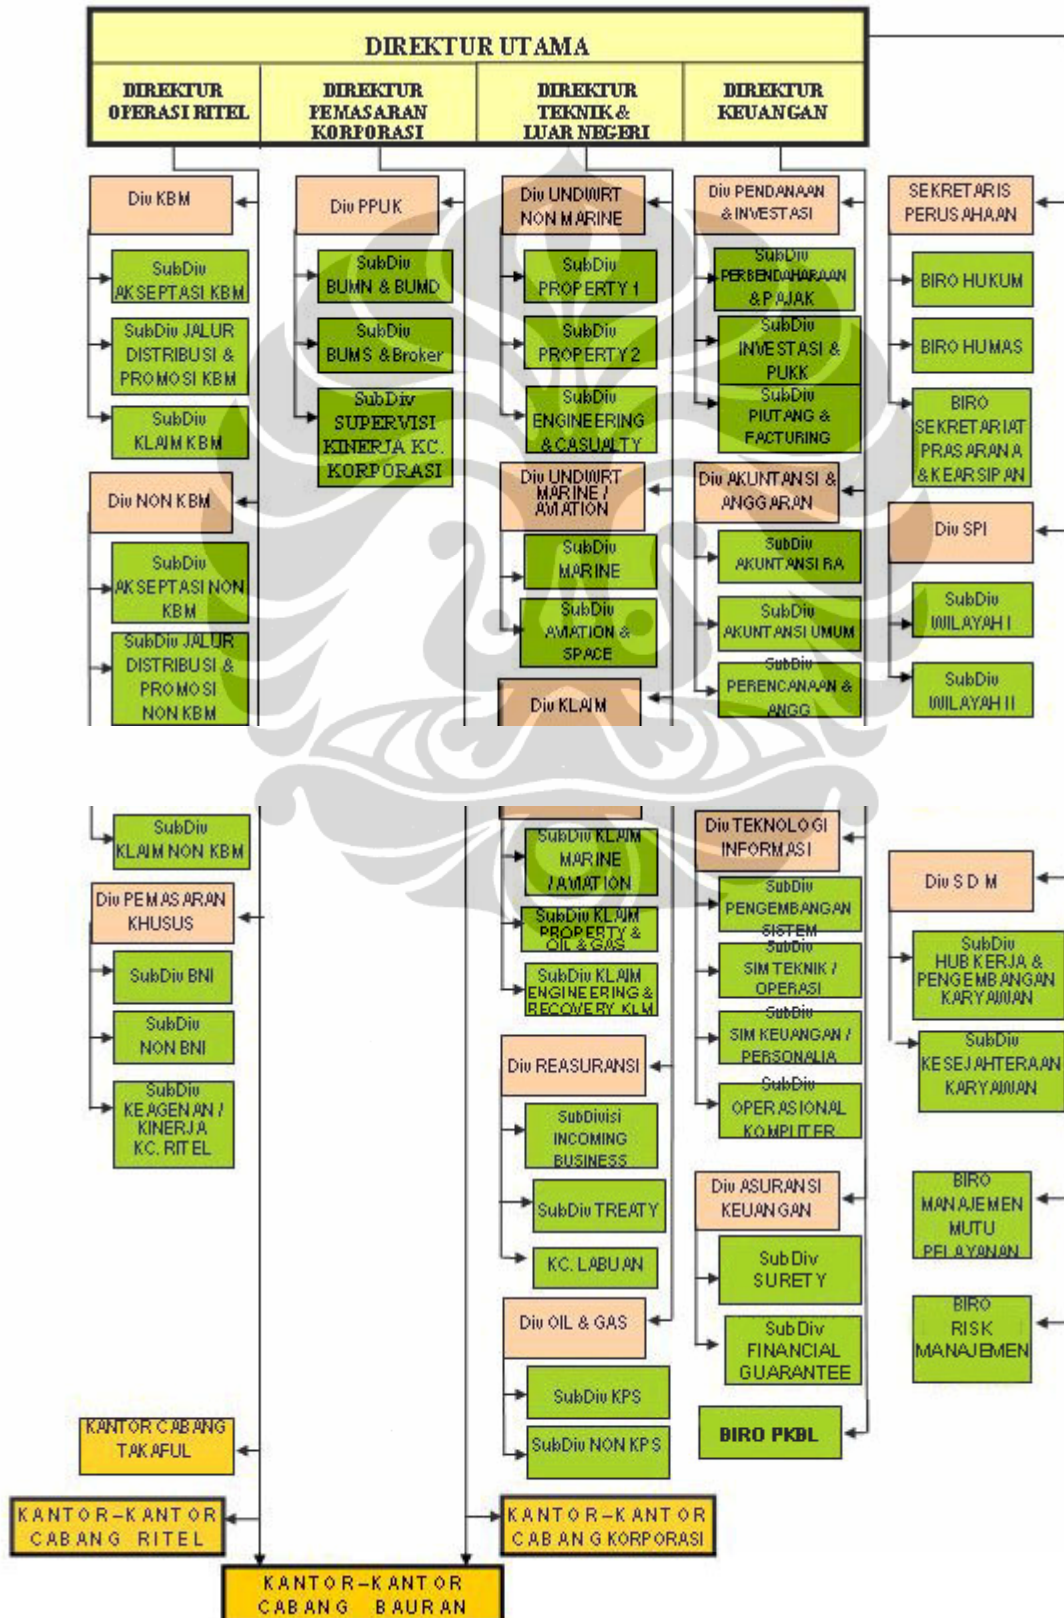 DIREKTUR UTAMA
DIREKTUR
OPERASI RITEL
DIREKTUR
PEMASARAN
KORPORASI
DIREKTUR
TEKNIK &
LUAR NEGERI
DIREKTUR
KEUANGAN
Div KBM
SubDiv
AKSEPTASI KBM
SubDiv JALUR
DISTRIBUSI &
PROMOSI KBM
SubDiv
KLAIM KBM
Div NON KBM
SubDiv
AKSEPTASI NON
KBM
SubDiv JALUR
DISTRIBUSI &
PROMOSI
NON KBM
SubDiv
KLAIM NON KBM
Div PEMASARAN
KHUSUS
SubDiv BNI
SubDiv
NON BNI
SubDiv
KEAGENAN /
KINERJA
KC. RITEL
KANTOR CABANG
TAKAFUL
KANTOR-KANTOR
CABANG RITEL
Div PPUK
SubDiv
BUMN & BUMD
SubDiv
BUMS & Broker
SubDiv
SUPERVISI
KINERJA KC.
KORPORASI
Div UNDWRT
NON MARINE
SubDiv
PROPERTY 1
SubDiv
PROPERTY 2
SubDiv
ENGINEERING
& CASUALTY
Div UNDWRT
MARINE /
AVIATION
SubDiv
MARINE
SubDiv
AVIATION &
SPACE
Div KLAIM
SubDiv KLAIM
MARINE
/ AVIATION
SubDiv KLAIM
PROPERTY &
OIL & GAS
SubDiv KLAIM
ENGINEERING &
RECOVERY KLM
Div REASURANSI
SubDivisi
INCOMING
BUSINESS
SubDiv TREATY
KC. LABUAN
Div OIL & GAS
SubDiv KPS
SubDiv NON KPS
KANTOR-KANTOR
CABANG KORPORASI
KANTOR-KANTOR
CABANG BAURAN
Div PENDANAAN
& INVESTASI
SubDiv
PERBENDAHARAAN
& PAJAK
SubDiv
INVESTASI &
PUKK
SubDiv
PIUTANG &
FACTURING
Div AKUNTANSI &
ANGGARAN
SubDiv
AKUNTANSI RA
SubDiv
AKUNTANSI UMUM
SubDiv
PERENCANAAN &
ANGG
Div TEKNOLOGI
INFORMASI
SubDiv
PENGEMBANGAN
SISTEM
SubDiv
SIM TEKNIK /
OPERASI
SubDiv
SIM KEUANGAN /
PERSONALIA
SubDiv
OPERASIONAL
KOMPUTER
Div ASURANSI
KEUANGAN
SubDiv
SURETY
SubDiv
FINANCIAL
GUARANTEE
BIRO PKBL
SEKRETARIS
PERUSAHAAN
BIRO HUKUM
BIRO HUMAS
BIRO
SEKRETARIAT
PRASARANA
& KEARSIPAN
Div SPI
SubDiv
WILAYAH I
SubDiv
WILAYAH II
Div S D M
SubDiv
HUB KERJA &
PENGEMBANGAN
KARYAWAN
SubDiv
KESEJAHTERAAN
KARYAWAN
BIRO
MANAJEMEN
MUTU
PELAYANAN
BIRO
RISK
MANAJEMEN